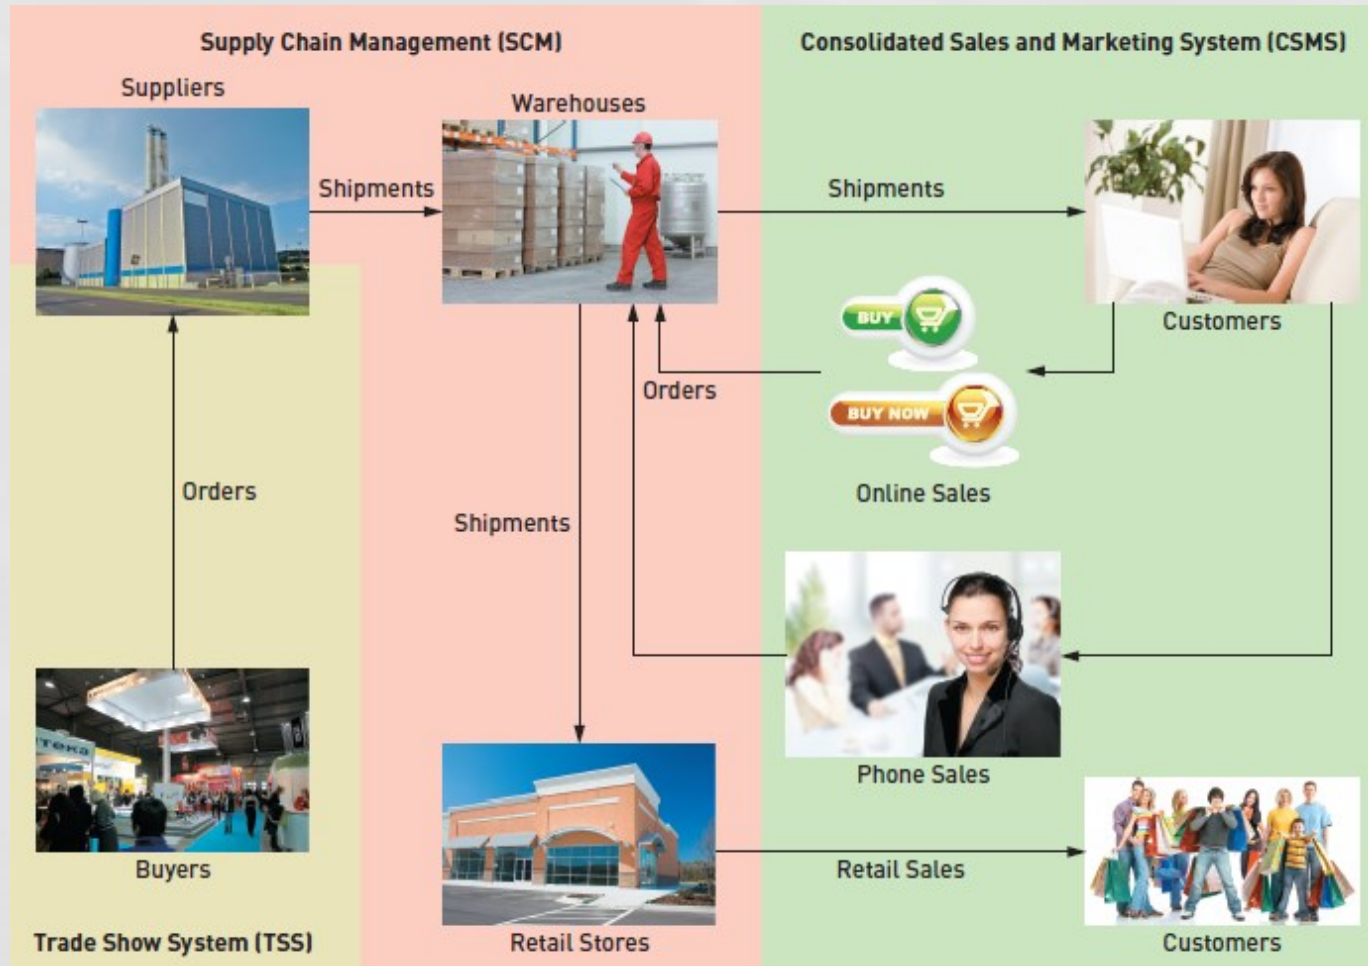 Supply Chain Management (SCM)
Consolidated Sales and Marketing System (CSMS)
Suppliers
Warehouses
Shipments
Shipments
Customers
BUY
Orders
BUY NOW
Online Sales
Orders
Shipments
Phone Sales
Buyers
Retail Sales
Trade Show System (TSS)
Retail Stores
Customers